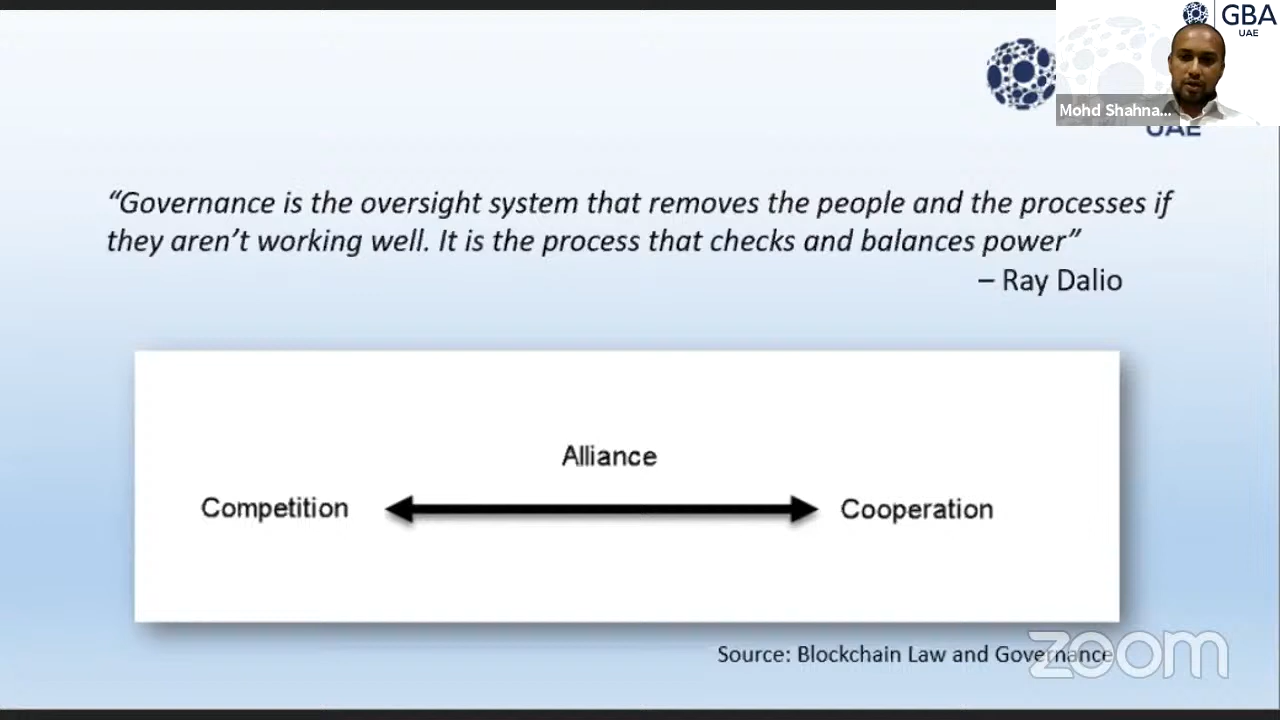 GBA
UAE
Mohd Shahna...
UAE
“Governance is the oversight system that removes the people and the processes if
they aren’t working well. It is the process that checks and balances power”
– Ray Dalio
Alliance
Competition
Cooperation
Source: Blockchain Law and Governance
zoom